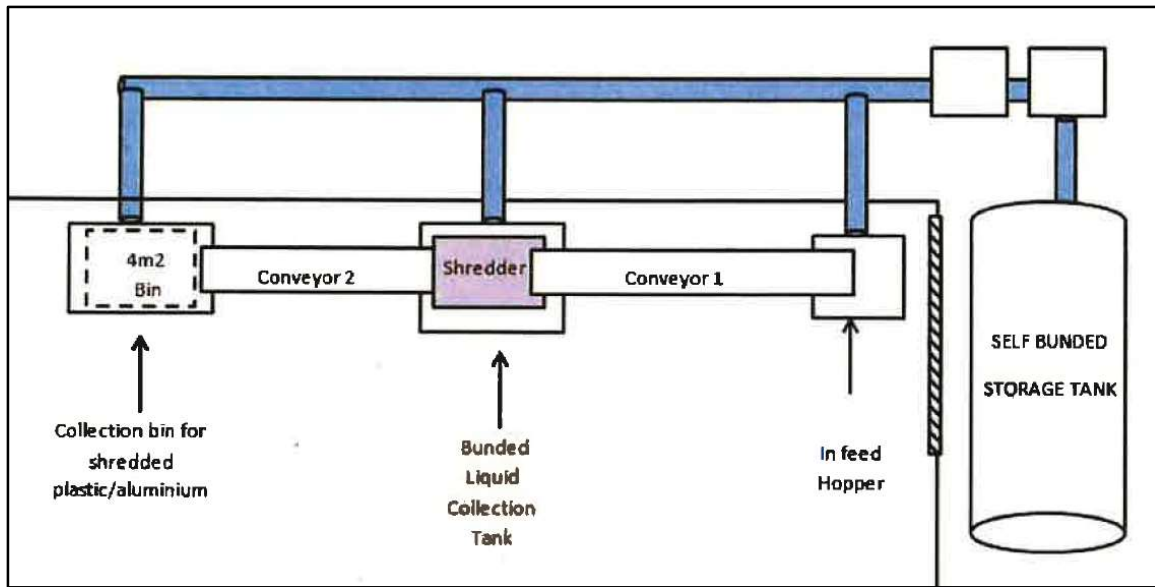 4m2
Bin
Conveyor 2
Shredder
Conveyor 1
SELF BUNDED
STORAGE TANK
Collection bin for
shredded
plastic/aluminium
Bunded
Liquid
Collection
Tank
In feed
Hopper